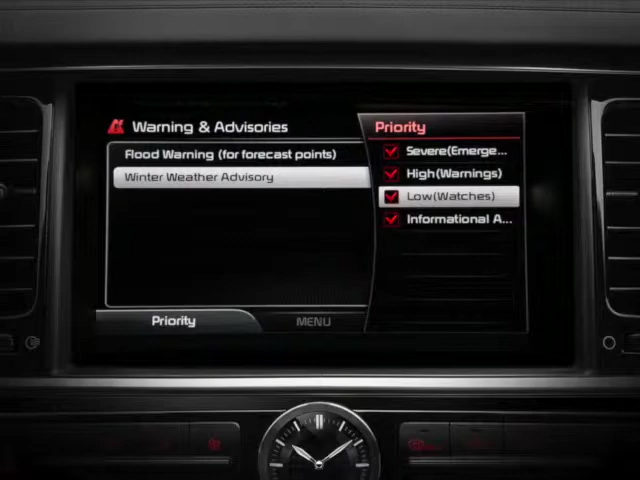 Warning & Advisories
Flood Warning (for forecast points)
Winter Weather Advisory
Priority
Severe(Emerge...
High(Warnings)
Low(Watches)
Informational A...
Priority
MENU